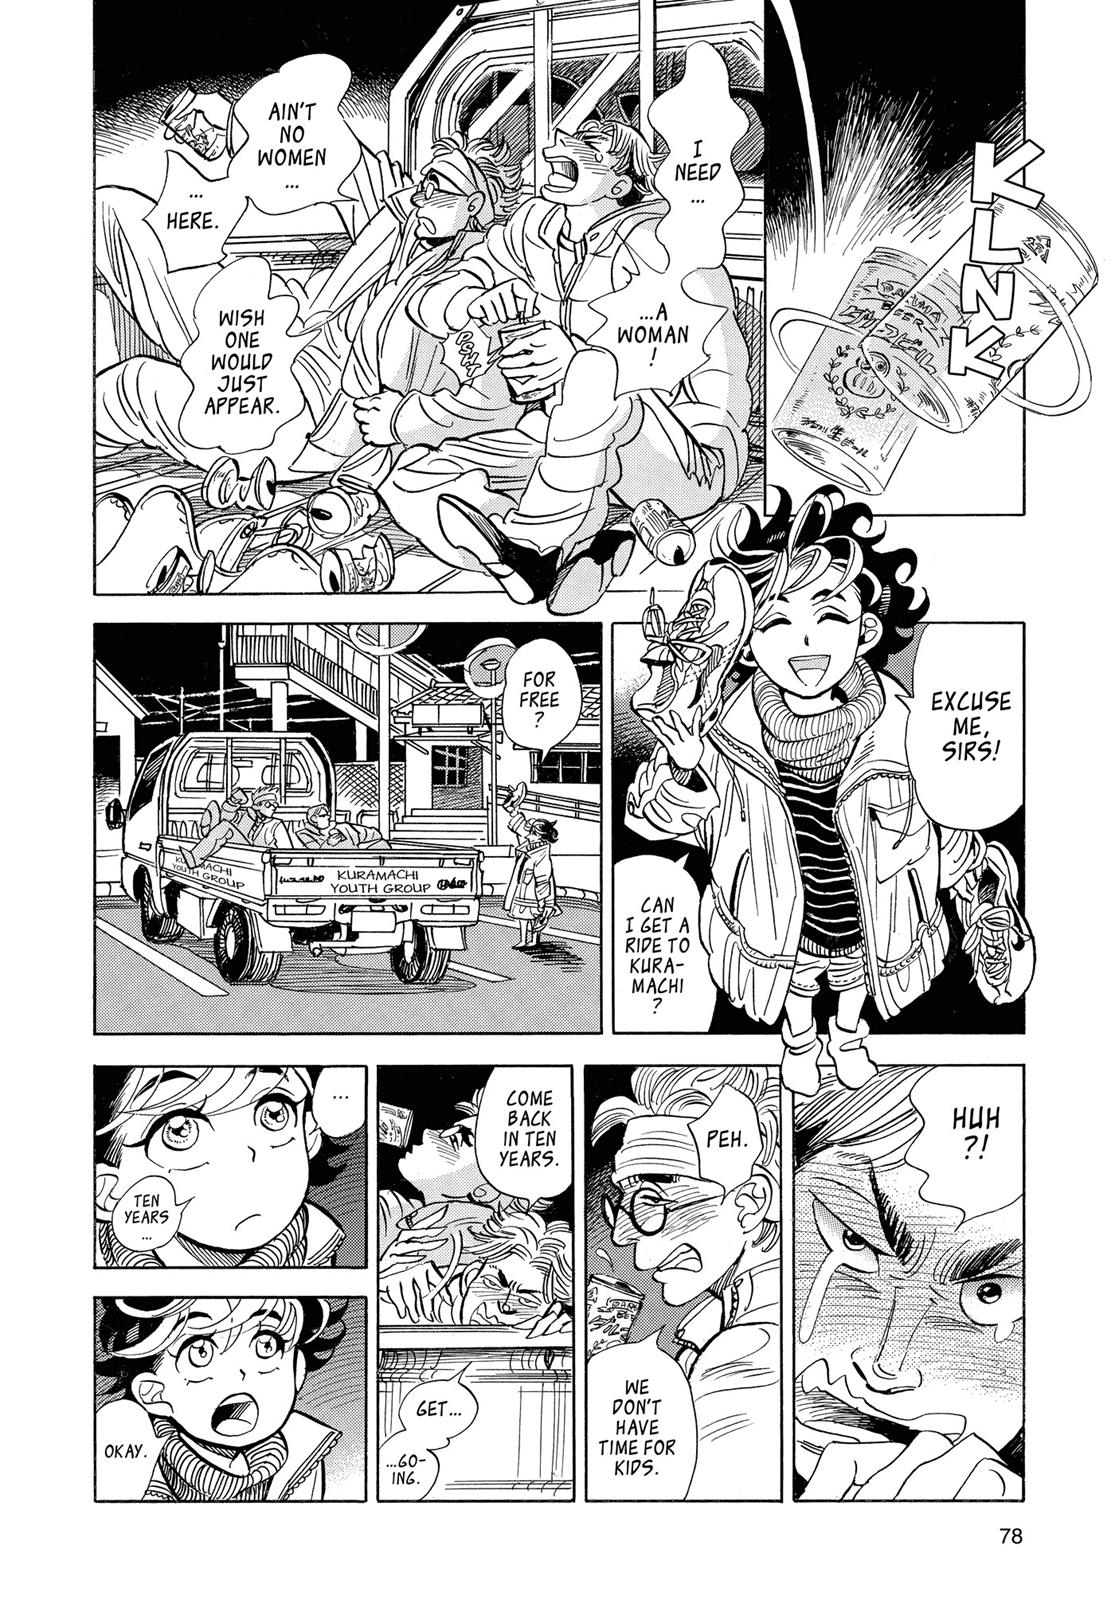 KLNK
I
NEED
...
...A
WOMAN
!
PSHT
AIN'T
NO
WOMEN
...
...
HERE.
WISH
ONE
WOULD
JUST
APPEAR.
EXCUSE
ME,
SIRS!
CAN
I GET A
RIDE TO
KURA-
MACHI
?
FOR
FREE
?
KURAMACHI
YOUTH GROUP
KURAMACHI
YOUTH GROUP
HUH
?!
PEH.
WE
DON'T
HAVE
TIME FOR
KIDS.
COME
BACK
IN TEN
YEARS.
GET...
...GO-
ING.
...
TEN
YEARS
...
OKAY.
78